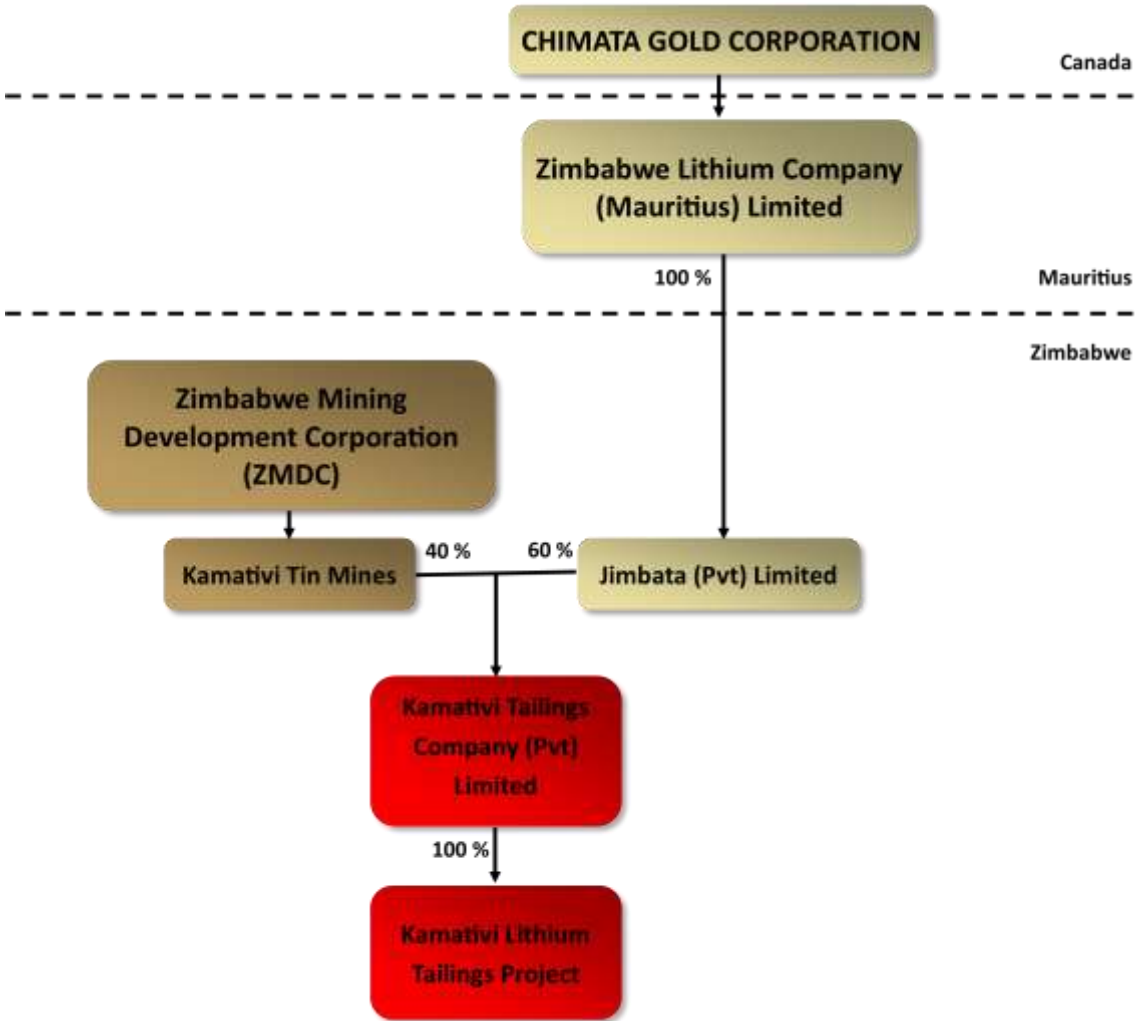 CHIMATA GOLD CORPORATION
Canada
Zimbabwe Lithium Company
(Mauritius) Limited
100 %
Mauritius
Zimbabwe
Zimbabwe Mining
Development Corporation
(ZMDC)
40 %
60 %
Kamativi Tin Mines
Jimbata (Pvt) Limited
Kamativi Tailings
Company (Pvt)
Limited
100 %
Kamativi Lithium
Tailings Project